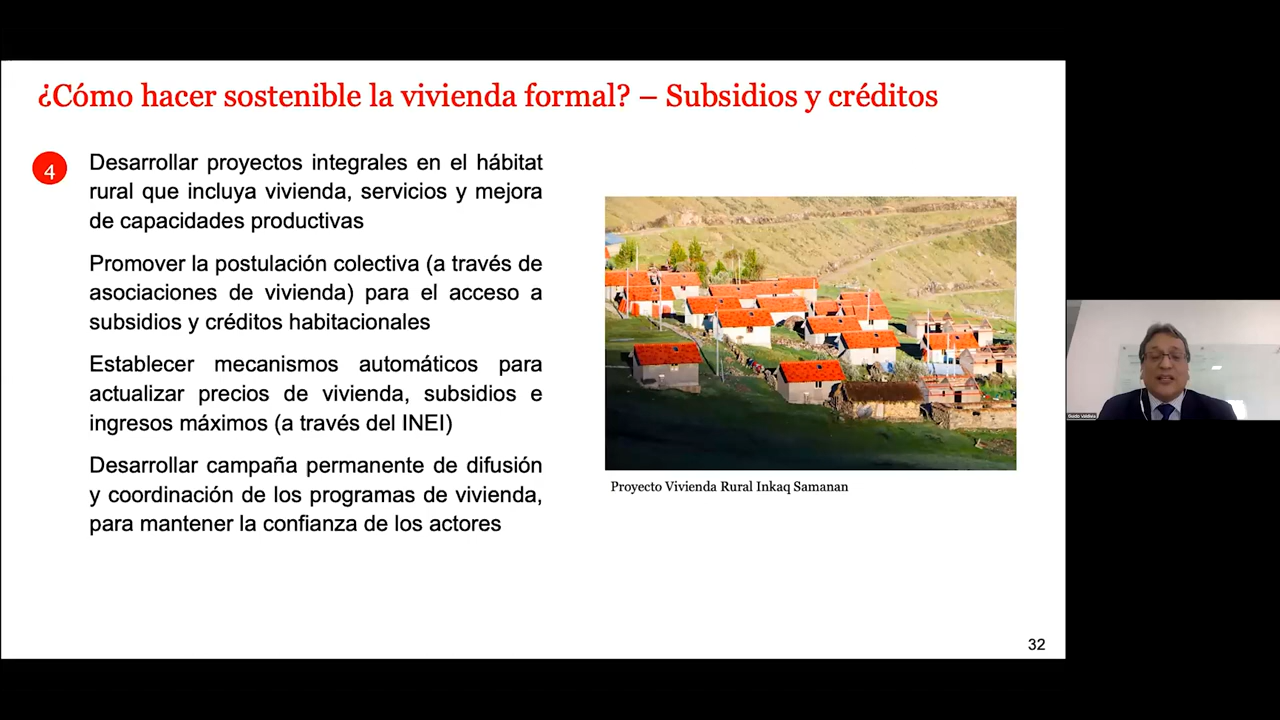 ¿Cómo hacer sostenible la vivienda formal? – Subsidios y créditos
4
Desarrollar proyectos integrales en el hábitat
rural que incluya vivienda, servicios y mejora
de capacidades productivas
Promover la postulación colectiva (a través de
asociaciones de vivienda) para el acceso a
subsidios y créditos habitacionales
Establecer mecanismos automáticos para
actualizar precios de vivienda, subsidios e
ingresos máximos (a través del INEI)
Desarrollar campaña permanente de difusión
y coordinación de los programas de vivienda,
para mantener la confianza de los actores
Proyecto Vivienda Rural Inkaq Samanan
Guido Valdivia
32